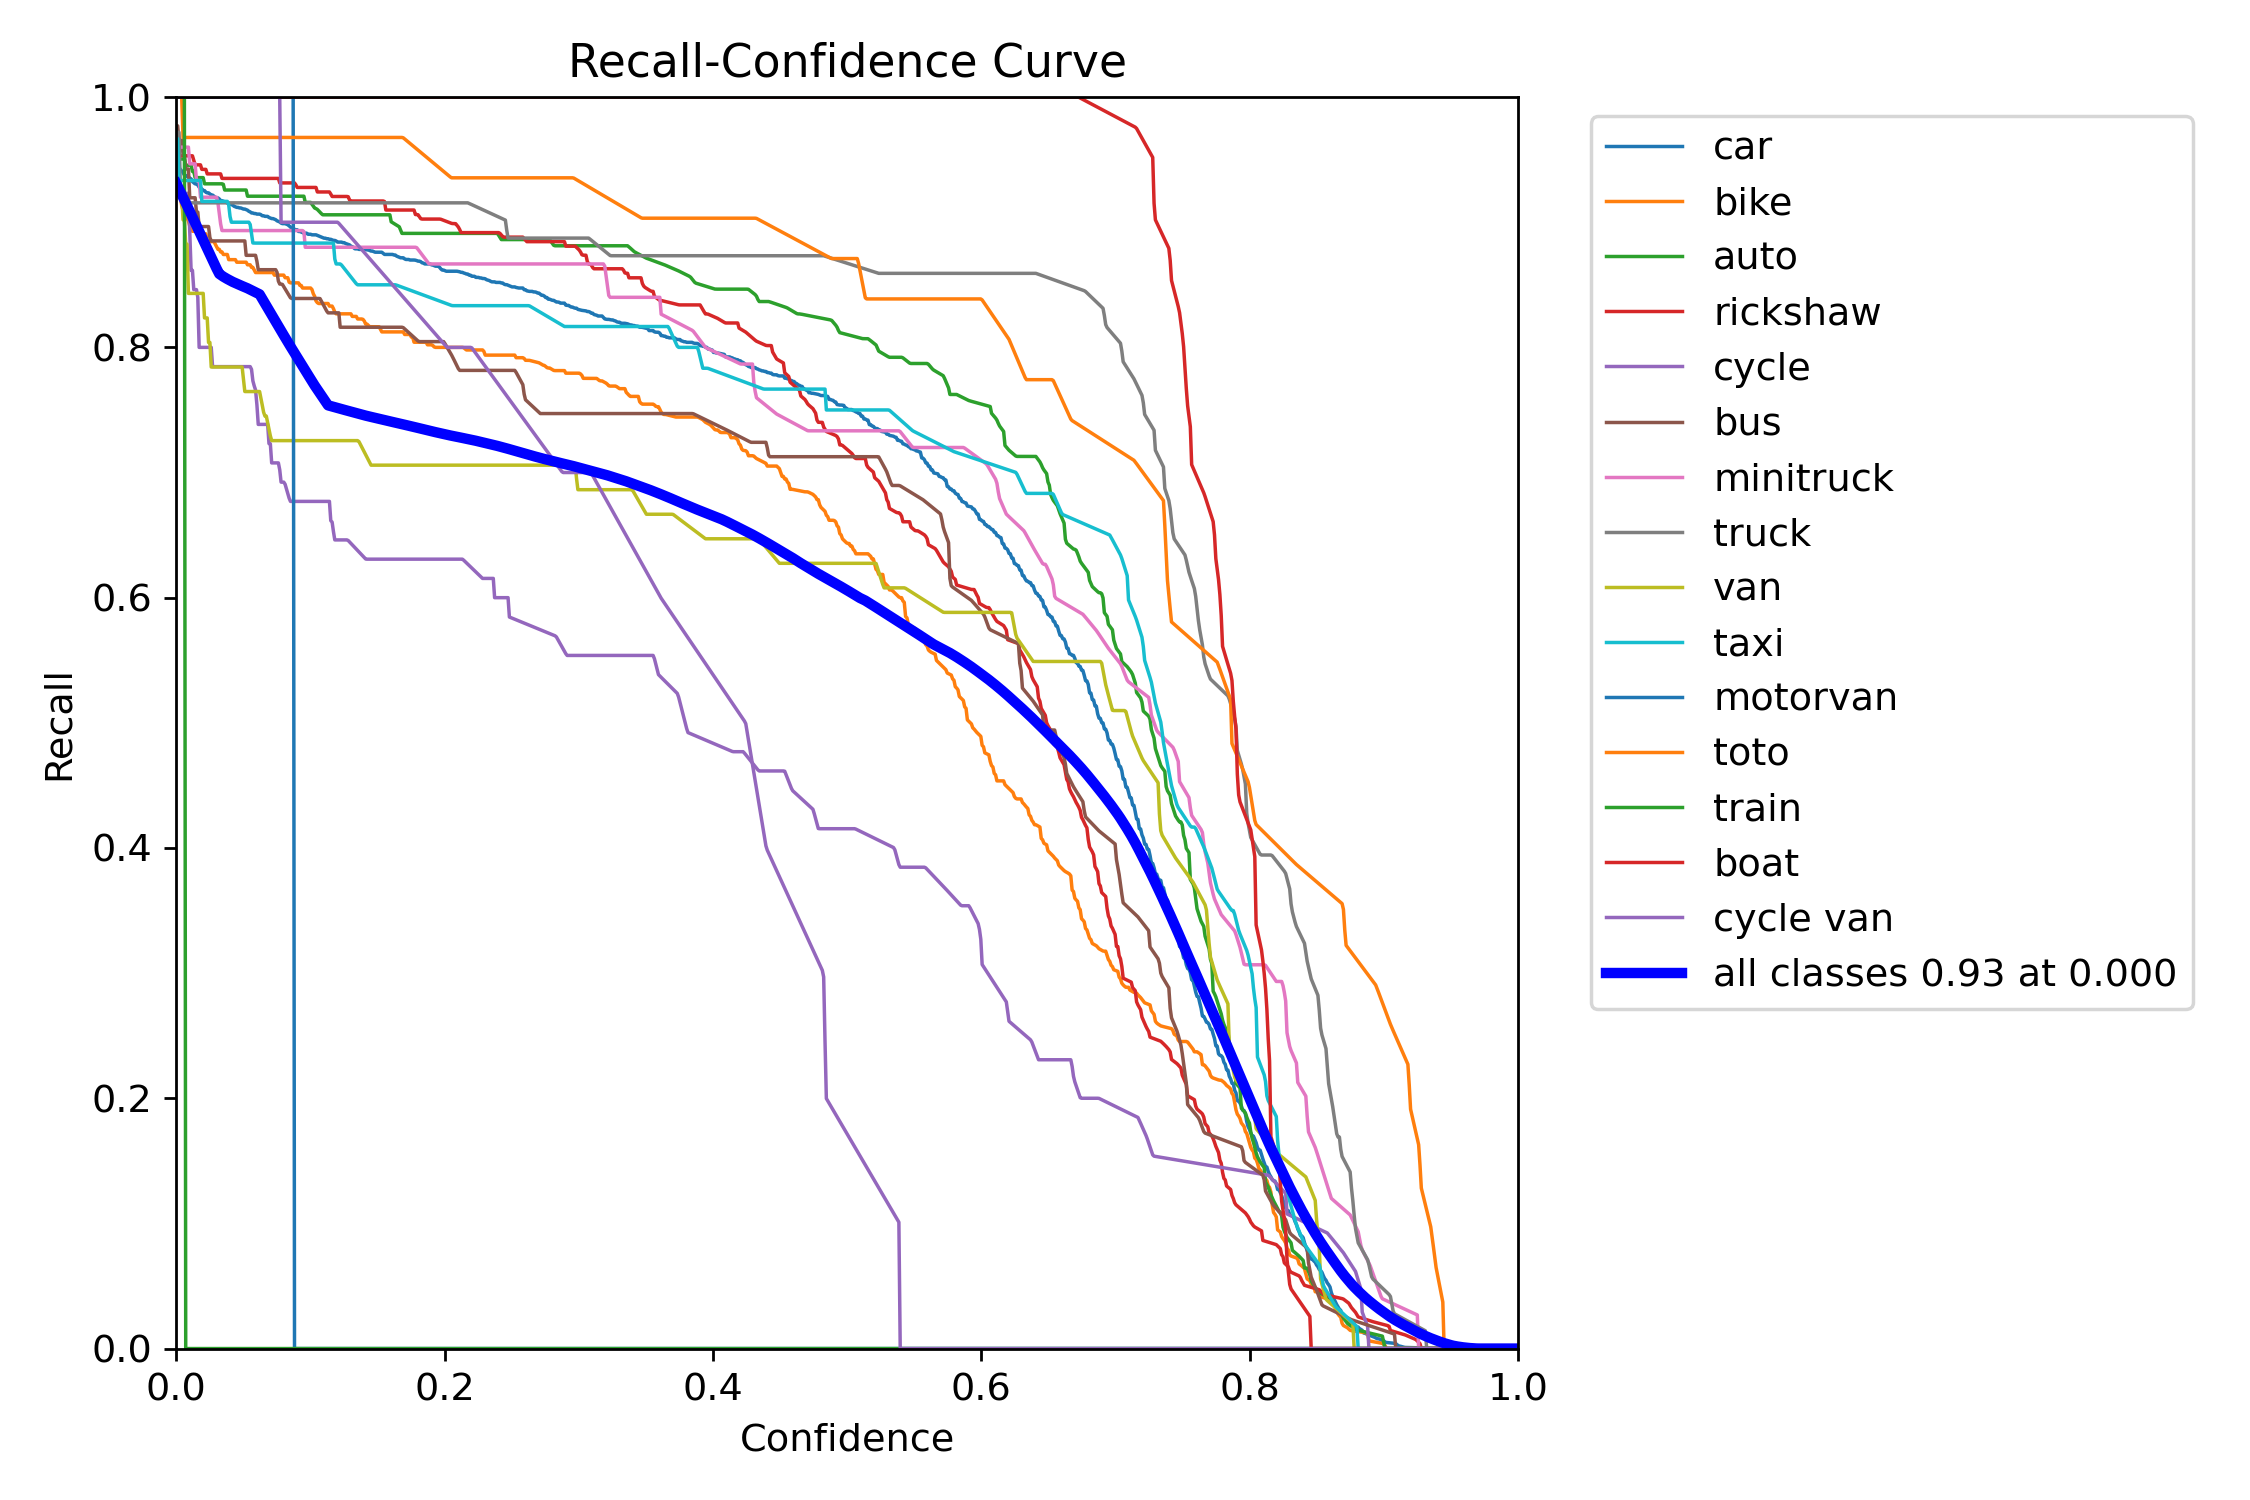 Recall-Confidence Curve
1.0
0.8
0.6
0.4
0.2
0.0
Recall
0.0 0.2 0.4 0.6 0.8 1.0
Confidence
car
bike
auto
rickshaw
cycle
bus
minitruck
truck
van
taxi
motorvan
toto
train
boat
cycle van
all classes 0.93 at 0.000